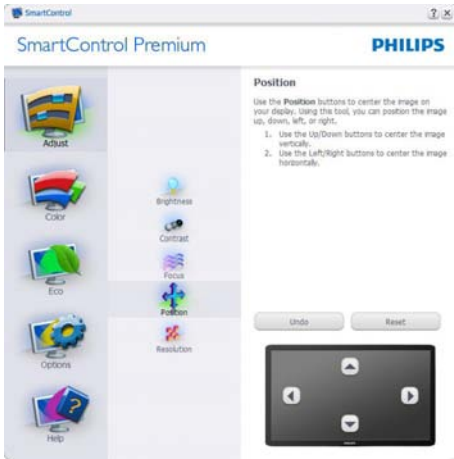 SmartControl
SmartControl Premium
PHILIPS
Adjust
Color
Eco
Options
Help
Brightness
Contrast
Focus
Position
Resolution
Position
Use the Position buttons to center the image on
your display. Using this tool, you can position the image
up, down, left, or right.
1. Use the Up/Down buttons to center the image
vertically.
2. Use the Left/Right buttons to center the image
horizontally.
Undo
Reset